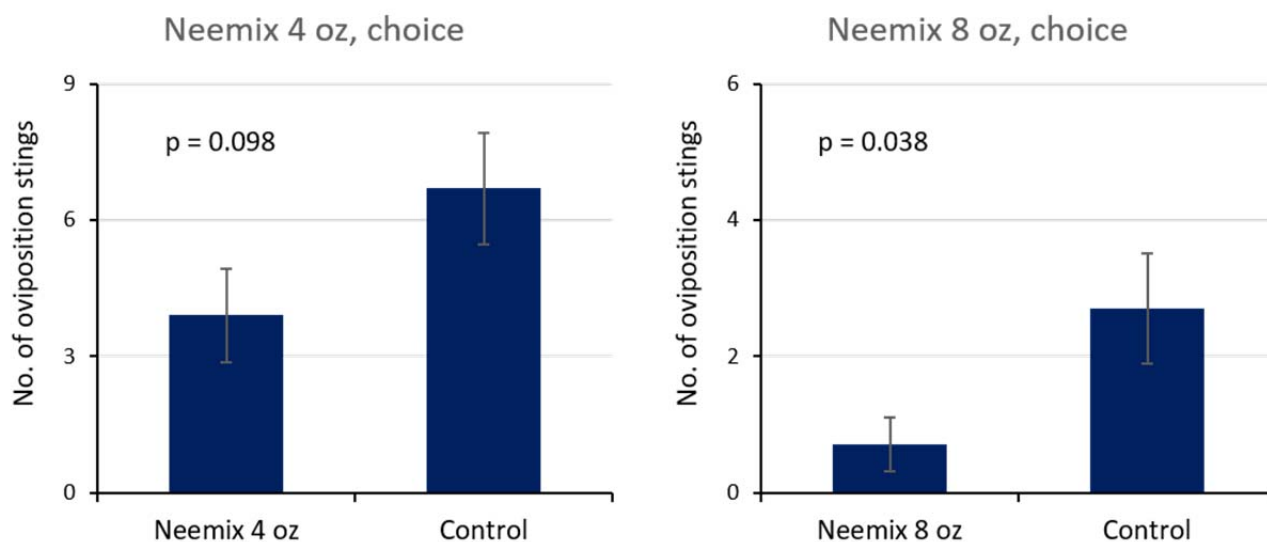 Neemix 4 oz, choice
No. of oviposition stings
9
6
3
0
p = 0.098
Neemix 4 oz
Control
Neemix 8 oz, choice
No. of oviposition stings
6
4
2
0
p = 0.038
Neemix 8 oz
Control